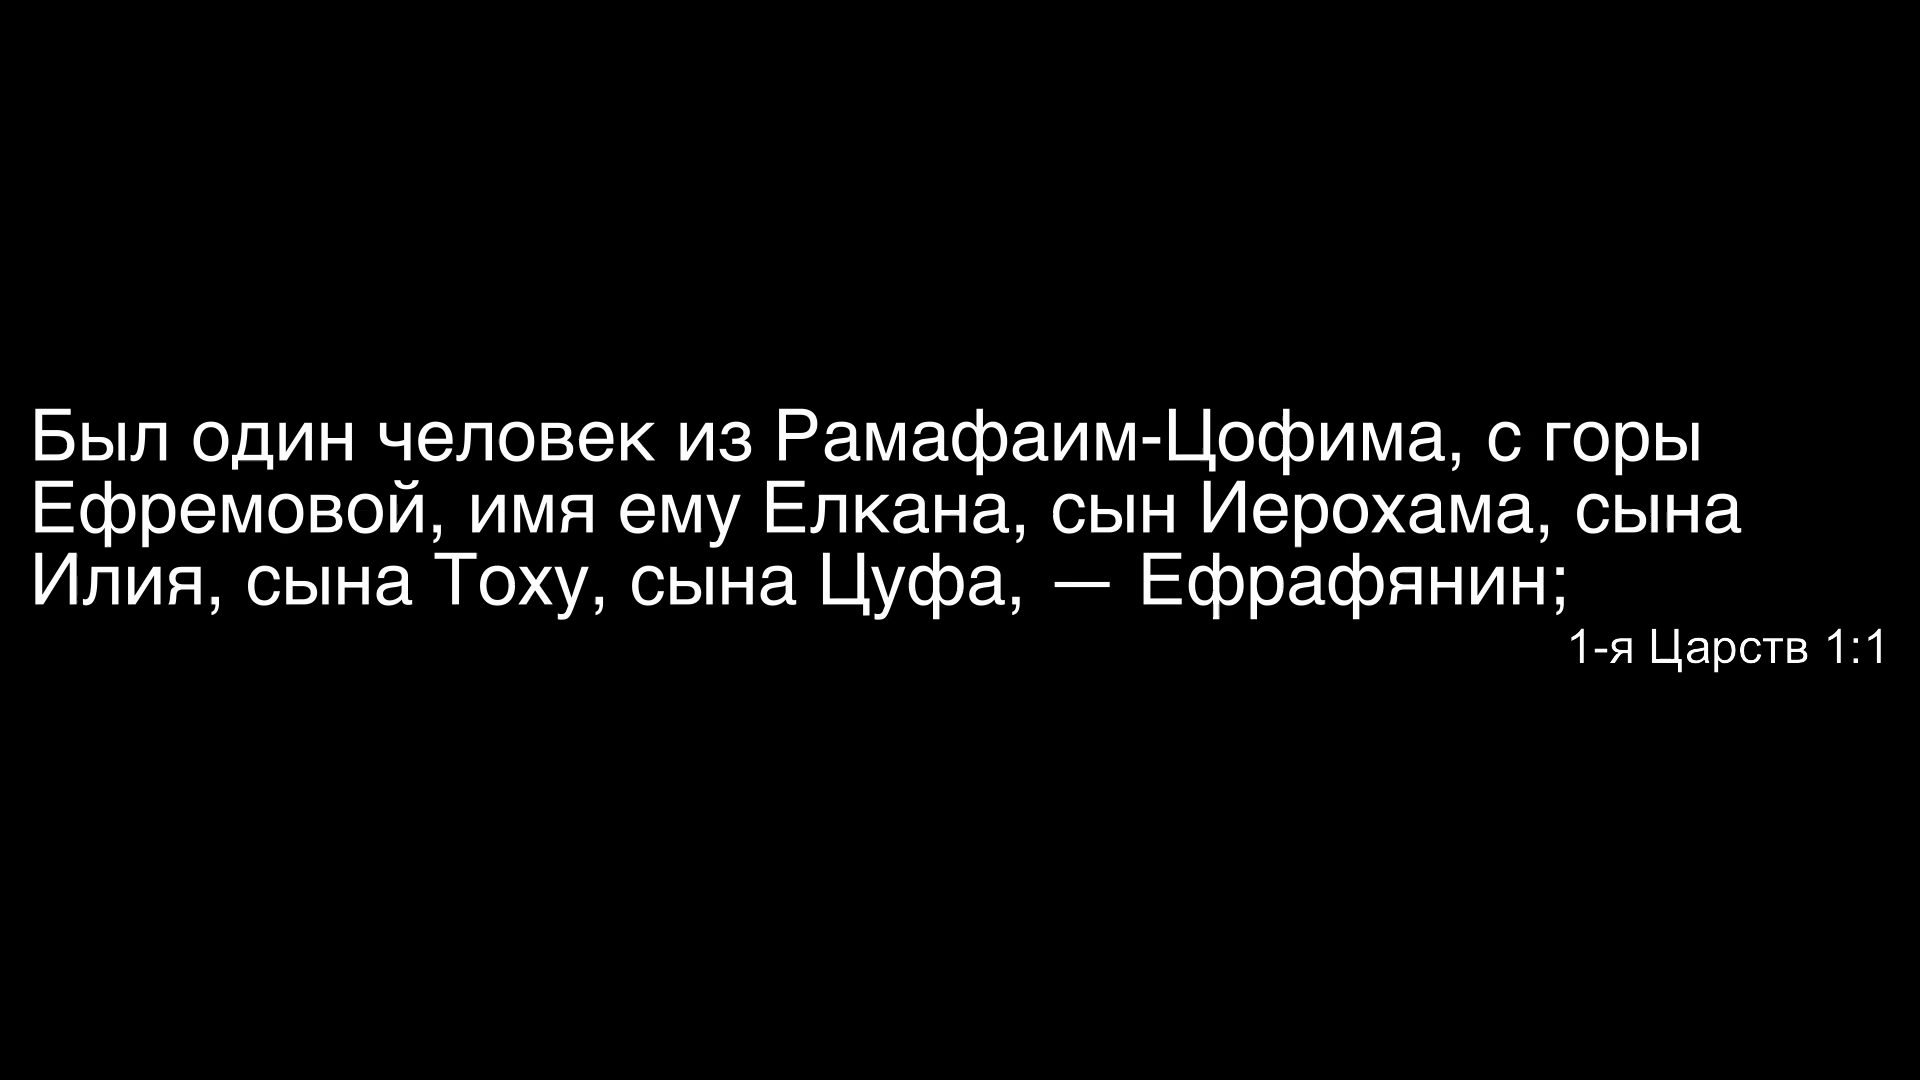 Был один человек из Рамафаим-Цофима, с горы
Ефремовой, имя ему Елкана, сын Иерохама, сына
Илия, сына Тоху, сына Цуфа, — Ефрафянин;
1-я Царств 1:1